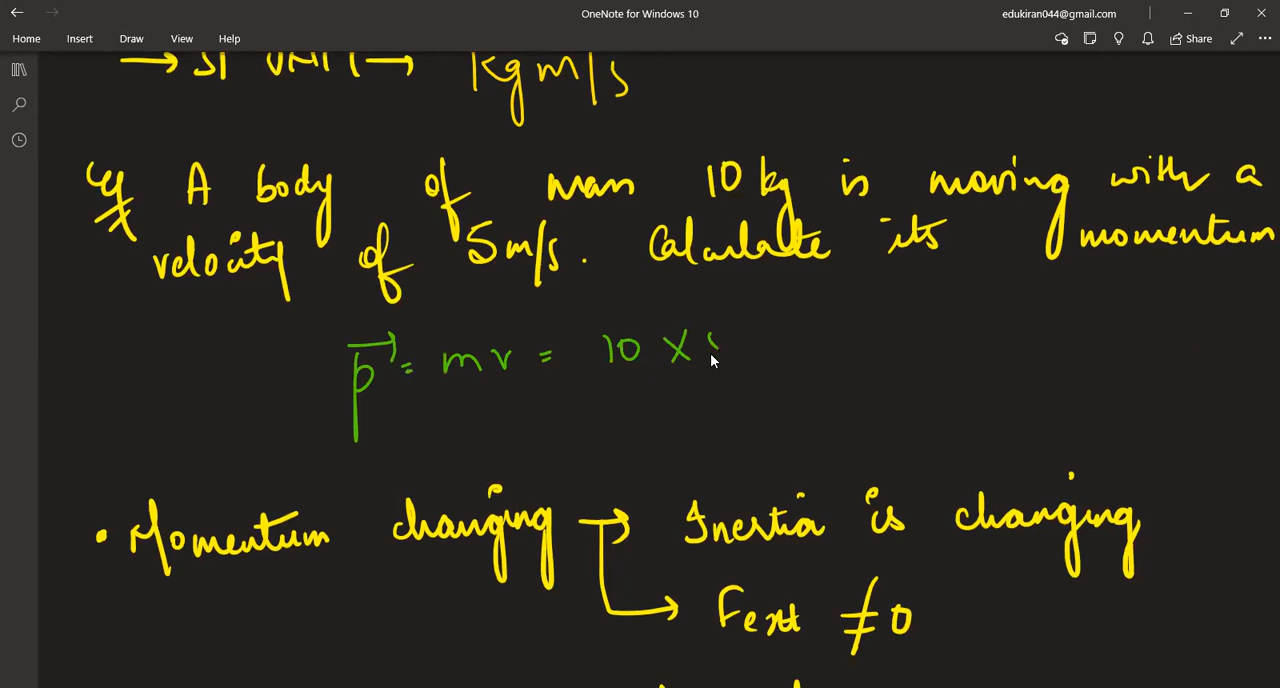 OneNote for Windows 10
edukiran044@gmail.com
Home Insert Draw View Help
Share
→ SI UNIT → kg m/s
eg A body of mass 10 kg is moving with a
velocity of 5m/s. Calculate its momentum
p = mv = 10 X
• Momentum changing → Inertia is changing
→ Fext ≠ 0